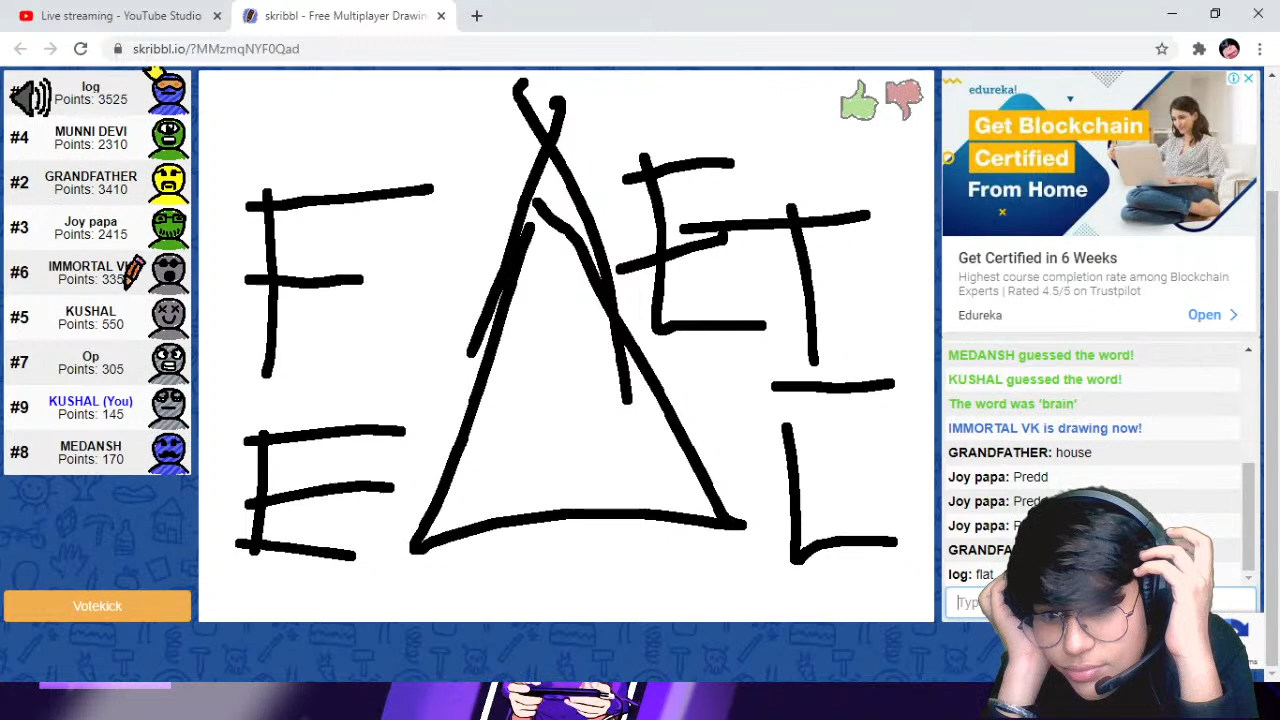 Live streaming - YouTube Studio
skribbl - Free Multiplayer Drawin
skribbl.io/?MMzmqNYF0Qad
log
Points: 3525
#4
MUNNI DEVI
Points: 2310
#2
GRANDFATHER
Points: 3410
#3
Joy papa
Points: 2415
#6
IMMORTAL VK
Points: 335
#5
KUSHAL
Points: 550
#7
Op
Points: 305
#9
KUSHAL (You)
Points: 145
#8
MEDANSH
Points: 170
Votekick
F
E
T
E
L
edureka!
Get Blockchain
Certified
From Home
Get Certified in 6 Weeks
Highest course completion rate among Blockchain
Experts | Rated 4.5/5 on Trustpilot
Edureka
Open
MEDANSH guessed the word!
KUSHAL guessed the word!
The word was 'brain'
IMMORTAL VK is drawing now!
GRANDFATHER: house
Joy papa: Predd
Joy papa: Pred
Joy papa:
GRANDFA
log: flat
Typ